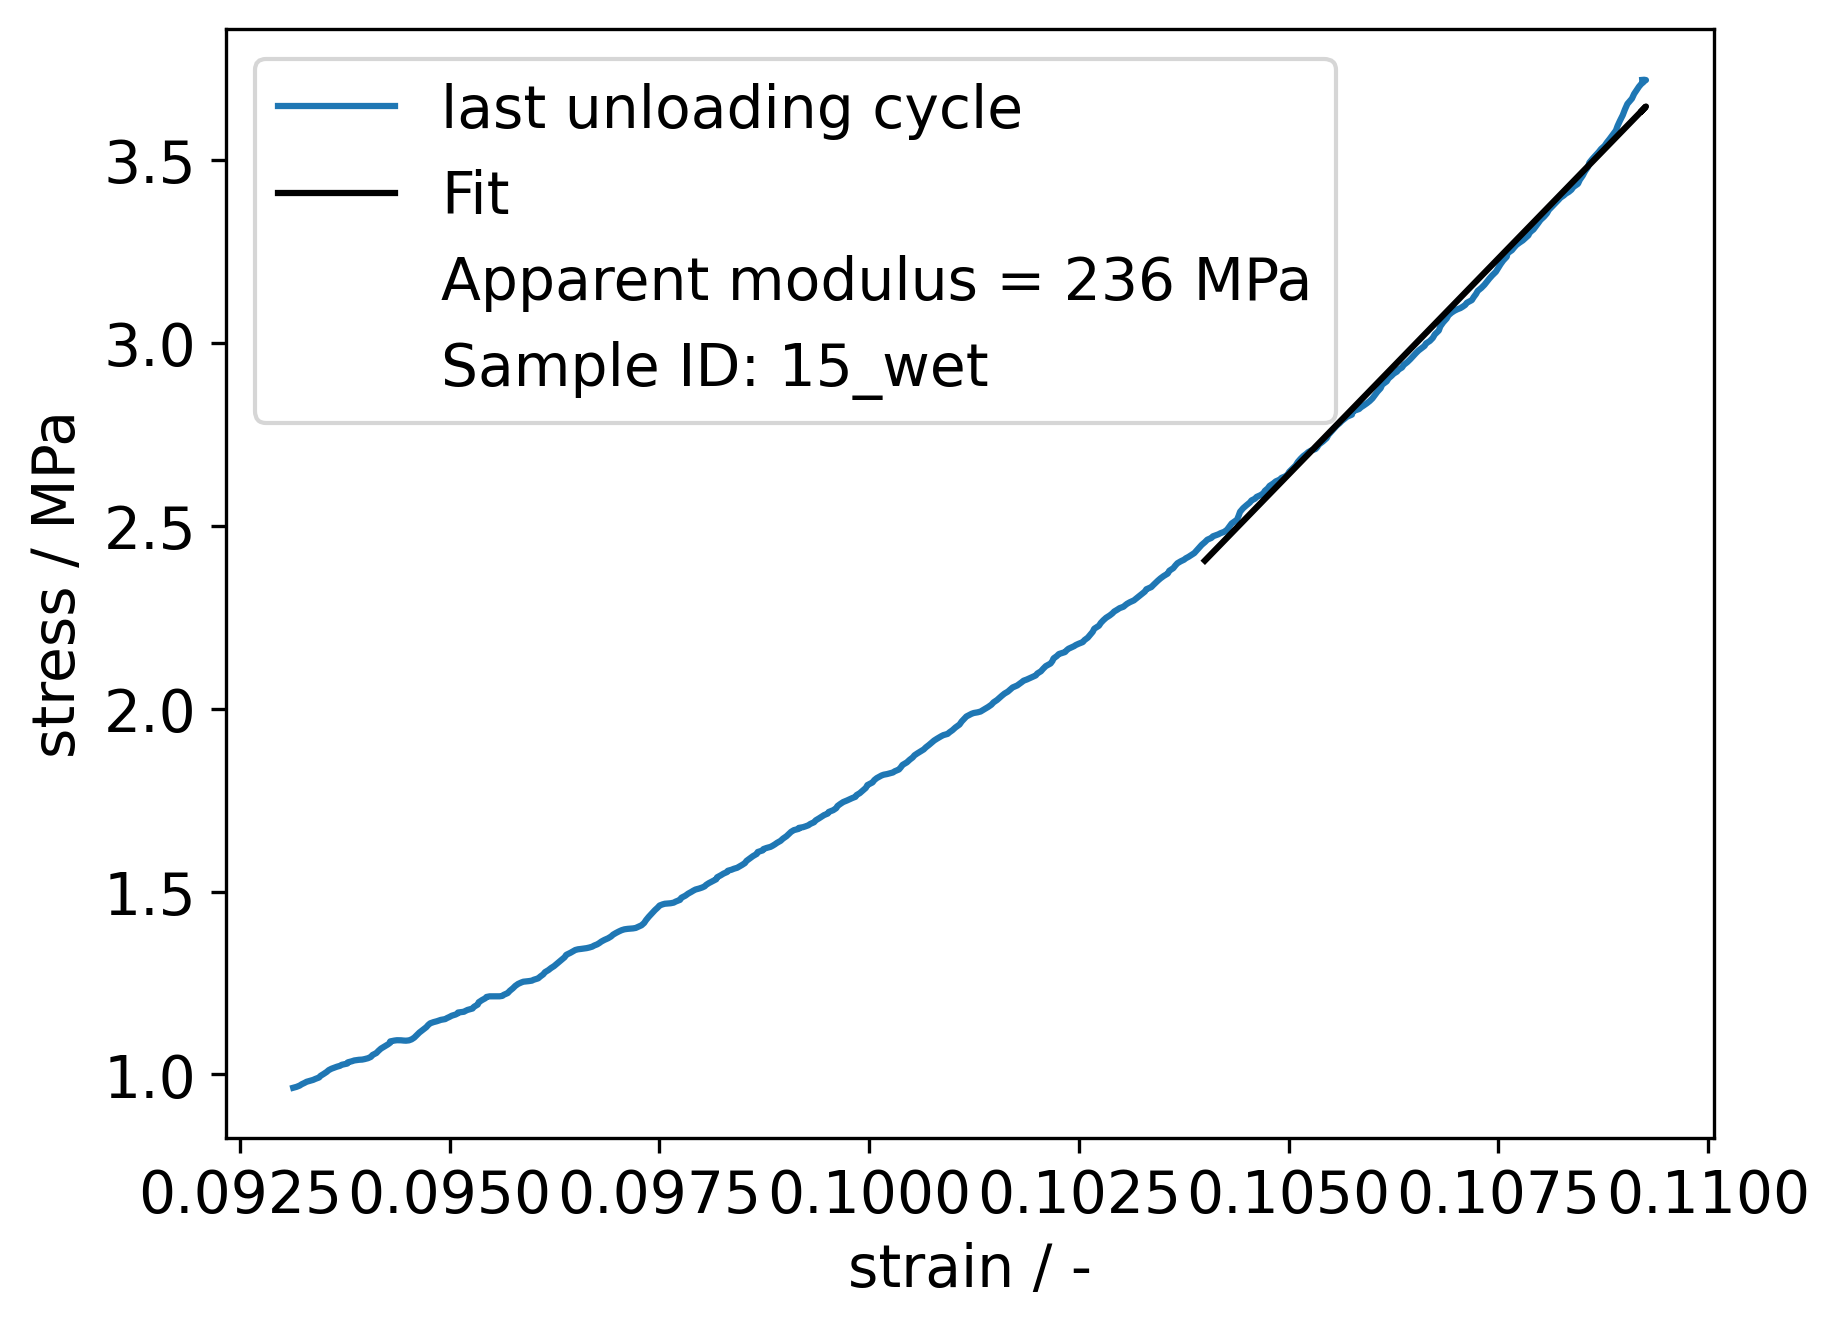 last unloading cycle
Fit
Apparent modulus = 236 MPa
Sample ID: 15_wet
stress / MPa
3.5
3.0
2.5
2.0
1.5
1.0
0.0925 0.0950 0.0975 0.1000 0.1025 0.1050 0.1075 0.1100
strain / -